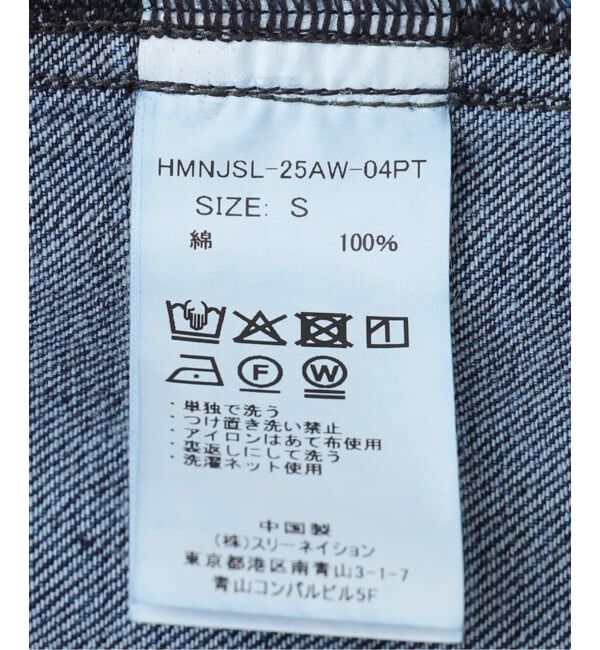 HMNJSL-25AW-04PT
SIZE: S
綿 100%
F W
・単独で洗う
・つけ置き洗い禁止
・アイロンはあて布使用
・裏返しにして洗う
・洗濯ネット使用
中国製
(株)スリーネイション
東京都港区南青山3-1-7
青山コンパルビル5F